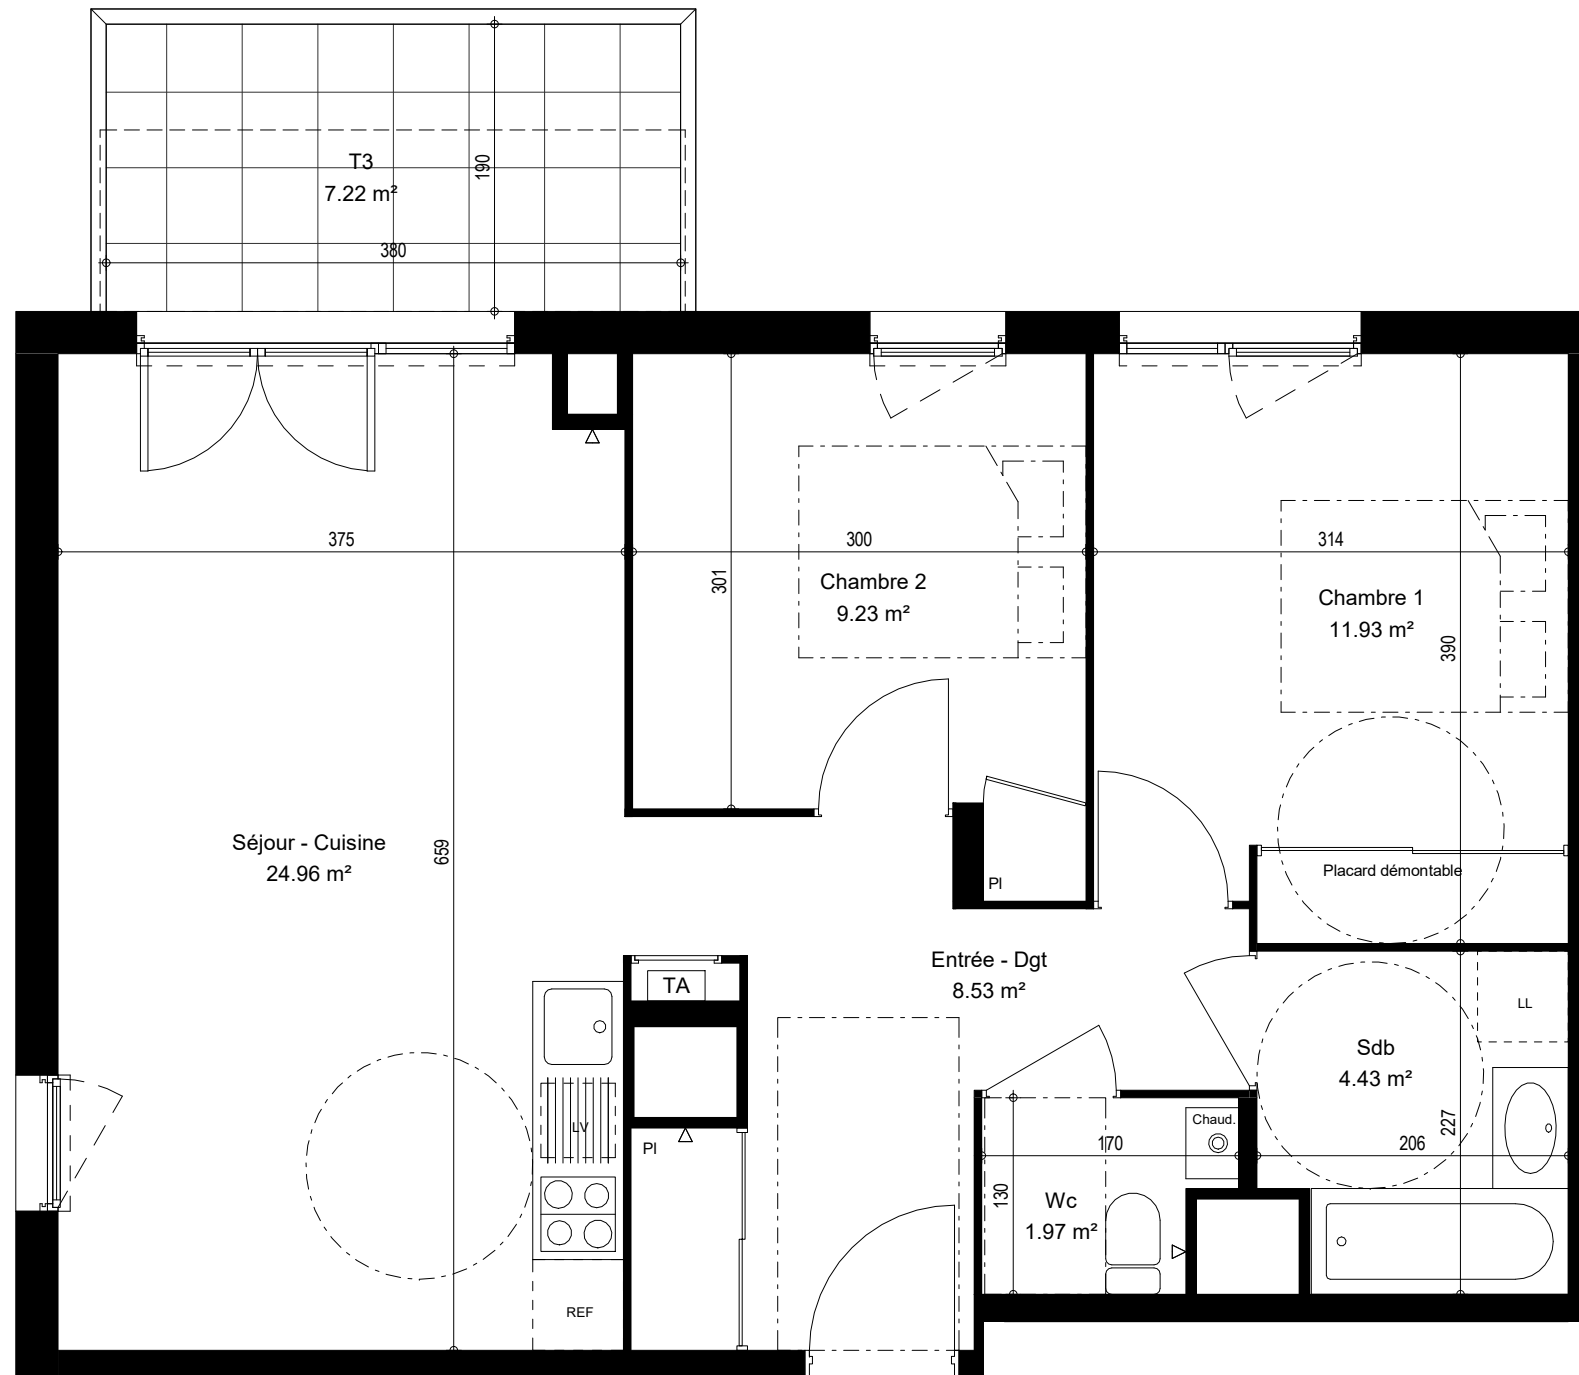 T3
7.22 m²
190
380
375
300
314
301
Chambre 2
9.23 m²
Chambre 1
11.93 m²
390
Séjour - Cuisine
24.96 m²
659
Placard démontable
Pl
Entrée - Dgt
8.53 m²
TA
LL
Sdb
4.43 m²
LV
Pl
Chaud.
227
170
206
130
Wc
1.97 m²
REF